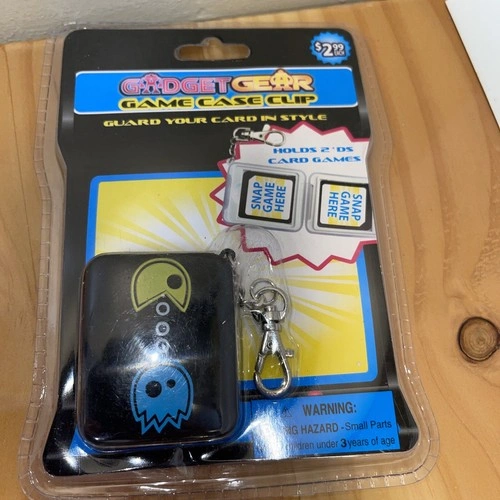 $2.99
GADGET GEAR
GAME CASE CLIP
GUARD YOUR CARD IN STYLE
HOLDS 2 'DS
CARD GAMES
SNAP
GAME
HERE
SNAP
GAME
HERE
WARNING:
HAZARD - Small Parts
children under 3 years of age